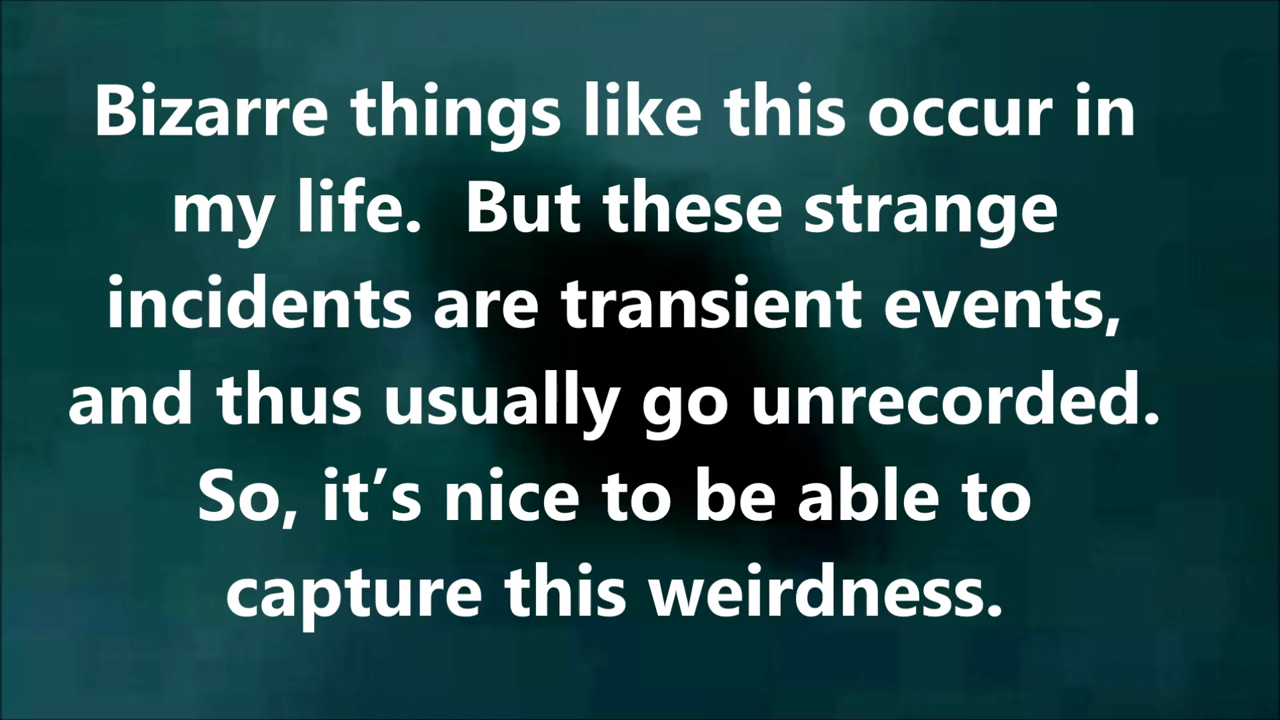 Bizarre things like this occur in
my life.  But these strange
incidents are transient events,
and thus usually go unrecorded.
So, it’s nice to be able to
capture this weirdness.